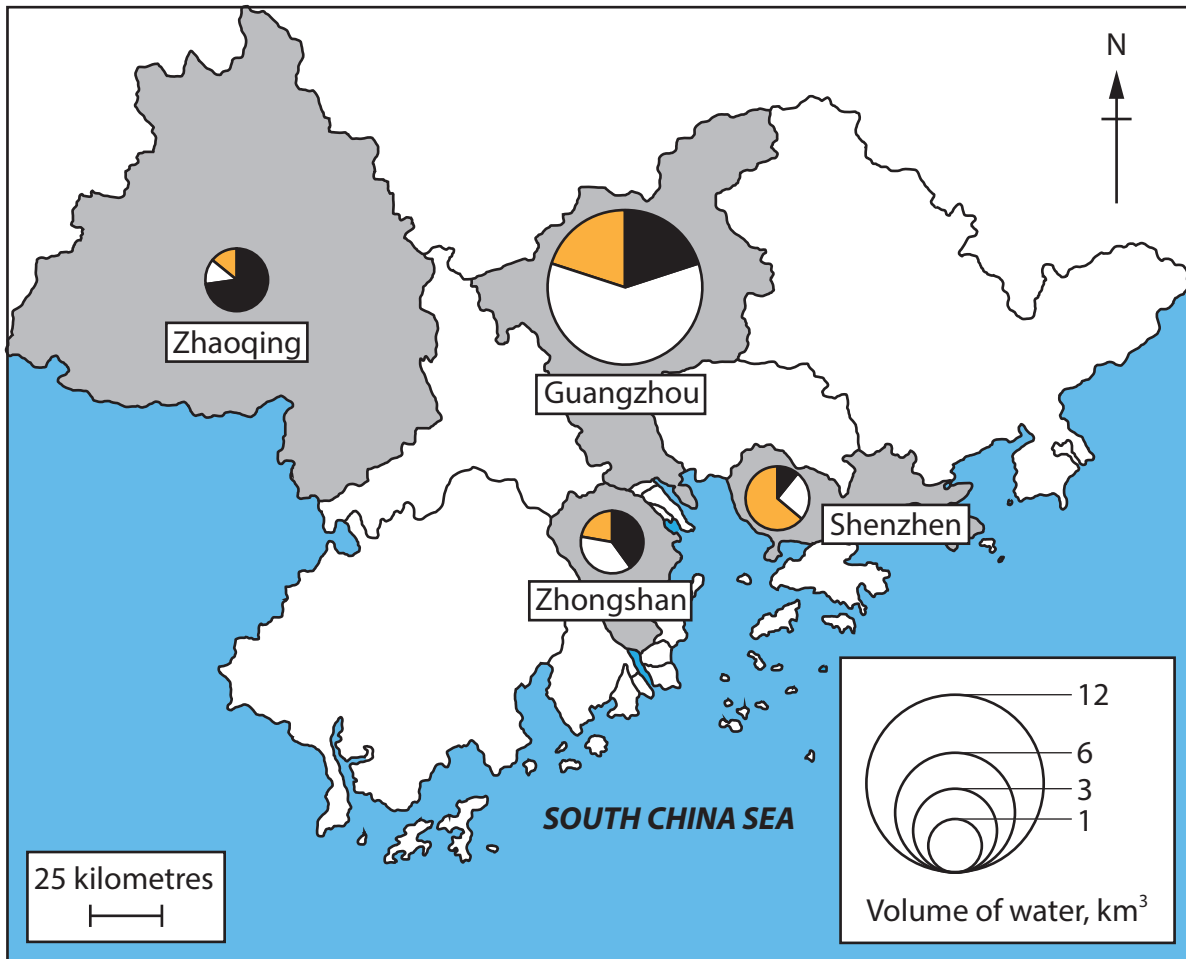 N
Zhaoqing
Guangzhou
Shenzhen
Zhongshan
SOUTH CHINA SEA
25 kilometres
12
6
3
1
Volume of water, km³